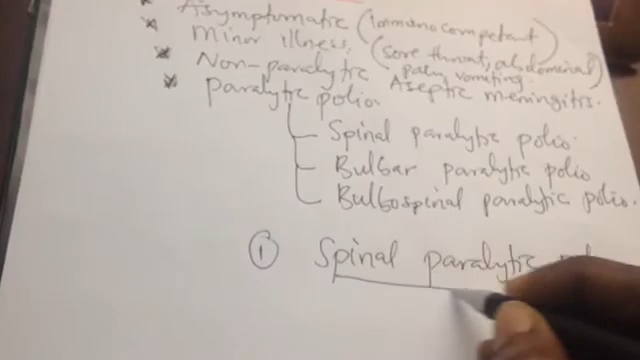 * Asymptomatic (Immunocompetent)
* Minor illness, (sore throat, abdominal pain, vomiting.)
* Non-paralytic Aseptic meningitis.
* Paralytic polio.
Spinal paralytic polio.
Bulbar paralytic polio
Bulbospinal paralytic polio.
① Spinal paralytic